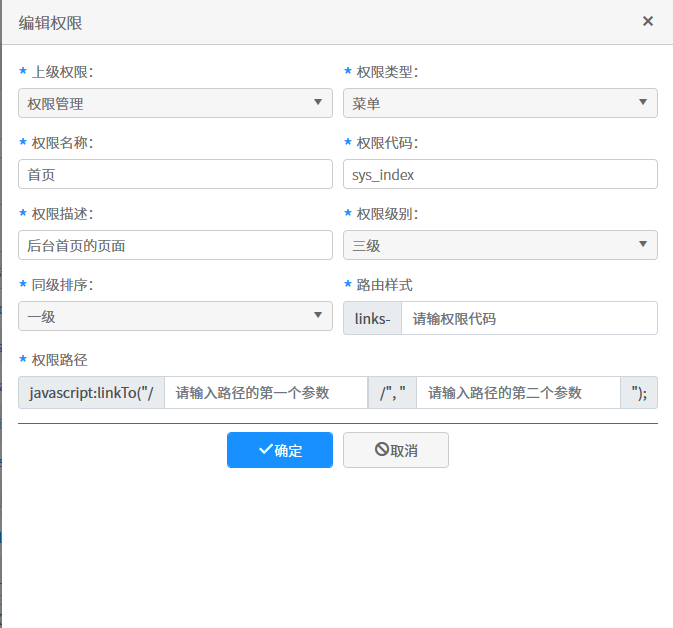 编辑权限 ×
* 上级权限: * 权限类型:
权限管理 菜单
* 权限名称: * 权限代码:
首页 sys_index
* 权限描述: * 权限级别:
后台首页的页面 三级
* 同级排序: * 路由样式
一级 links- 请输权限代码
* 权限路径
javascript:linkTo("/ 请输入路径的第一个参数 /"," 请输入路径的第二个参数 ");
确定 取消